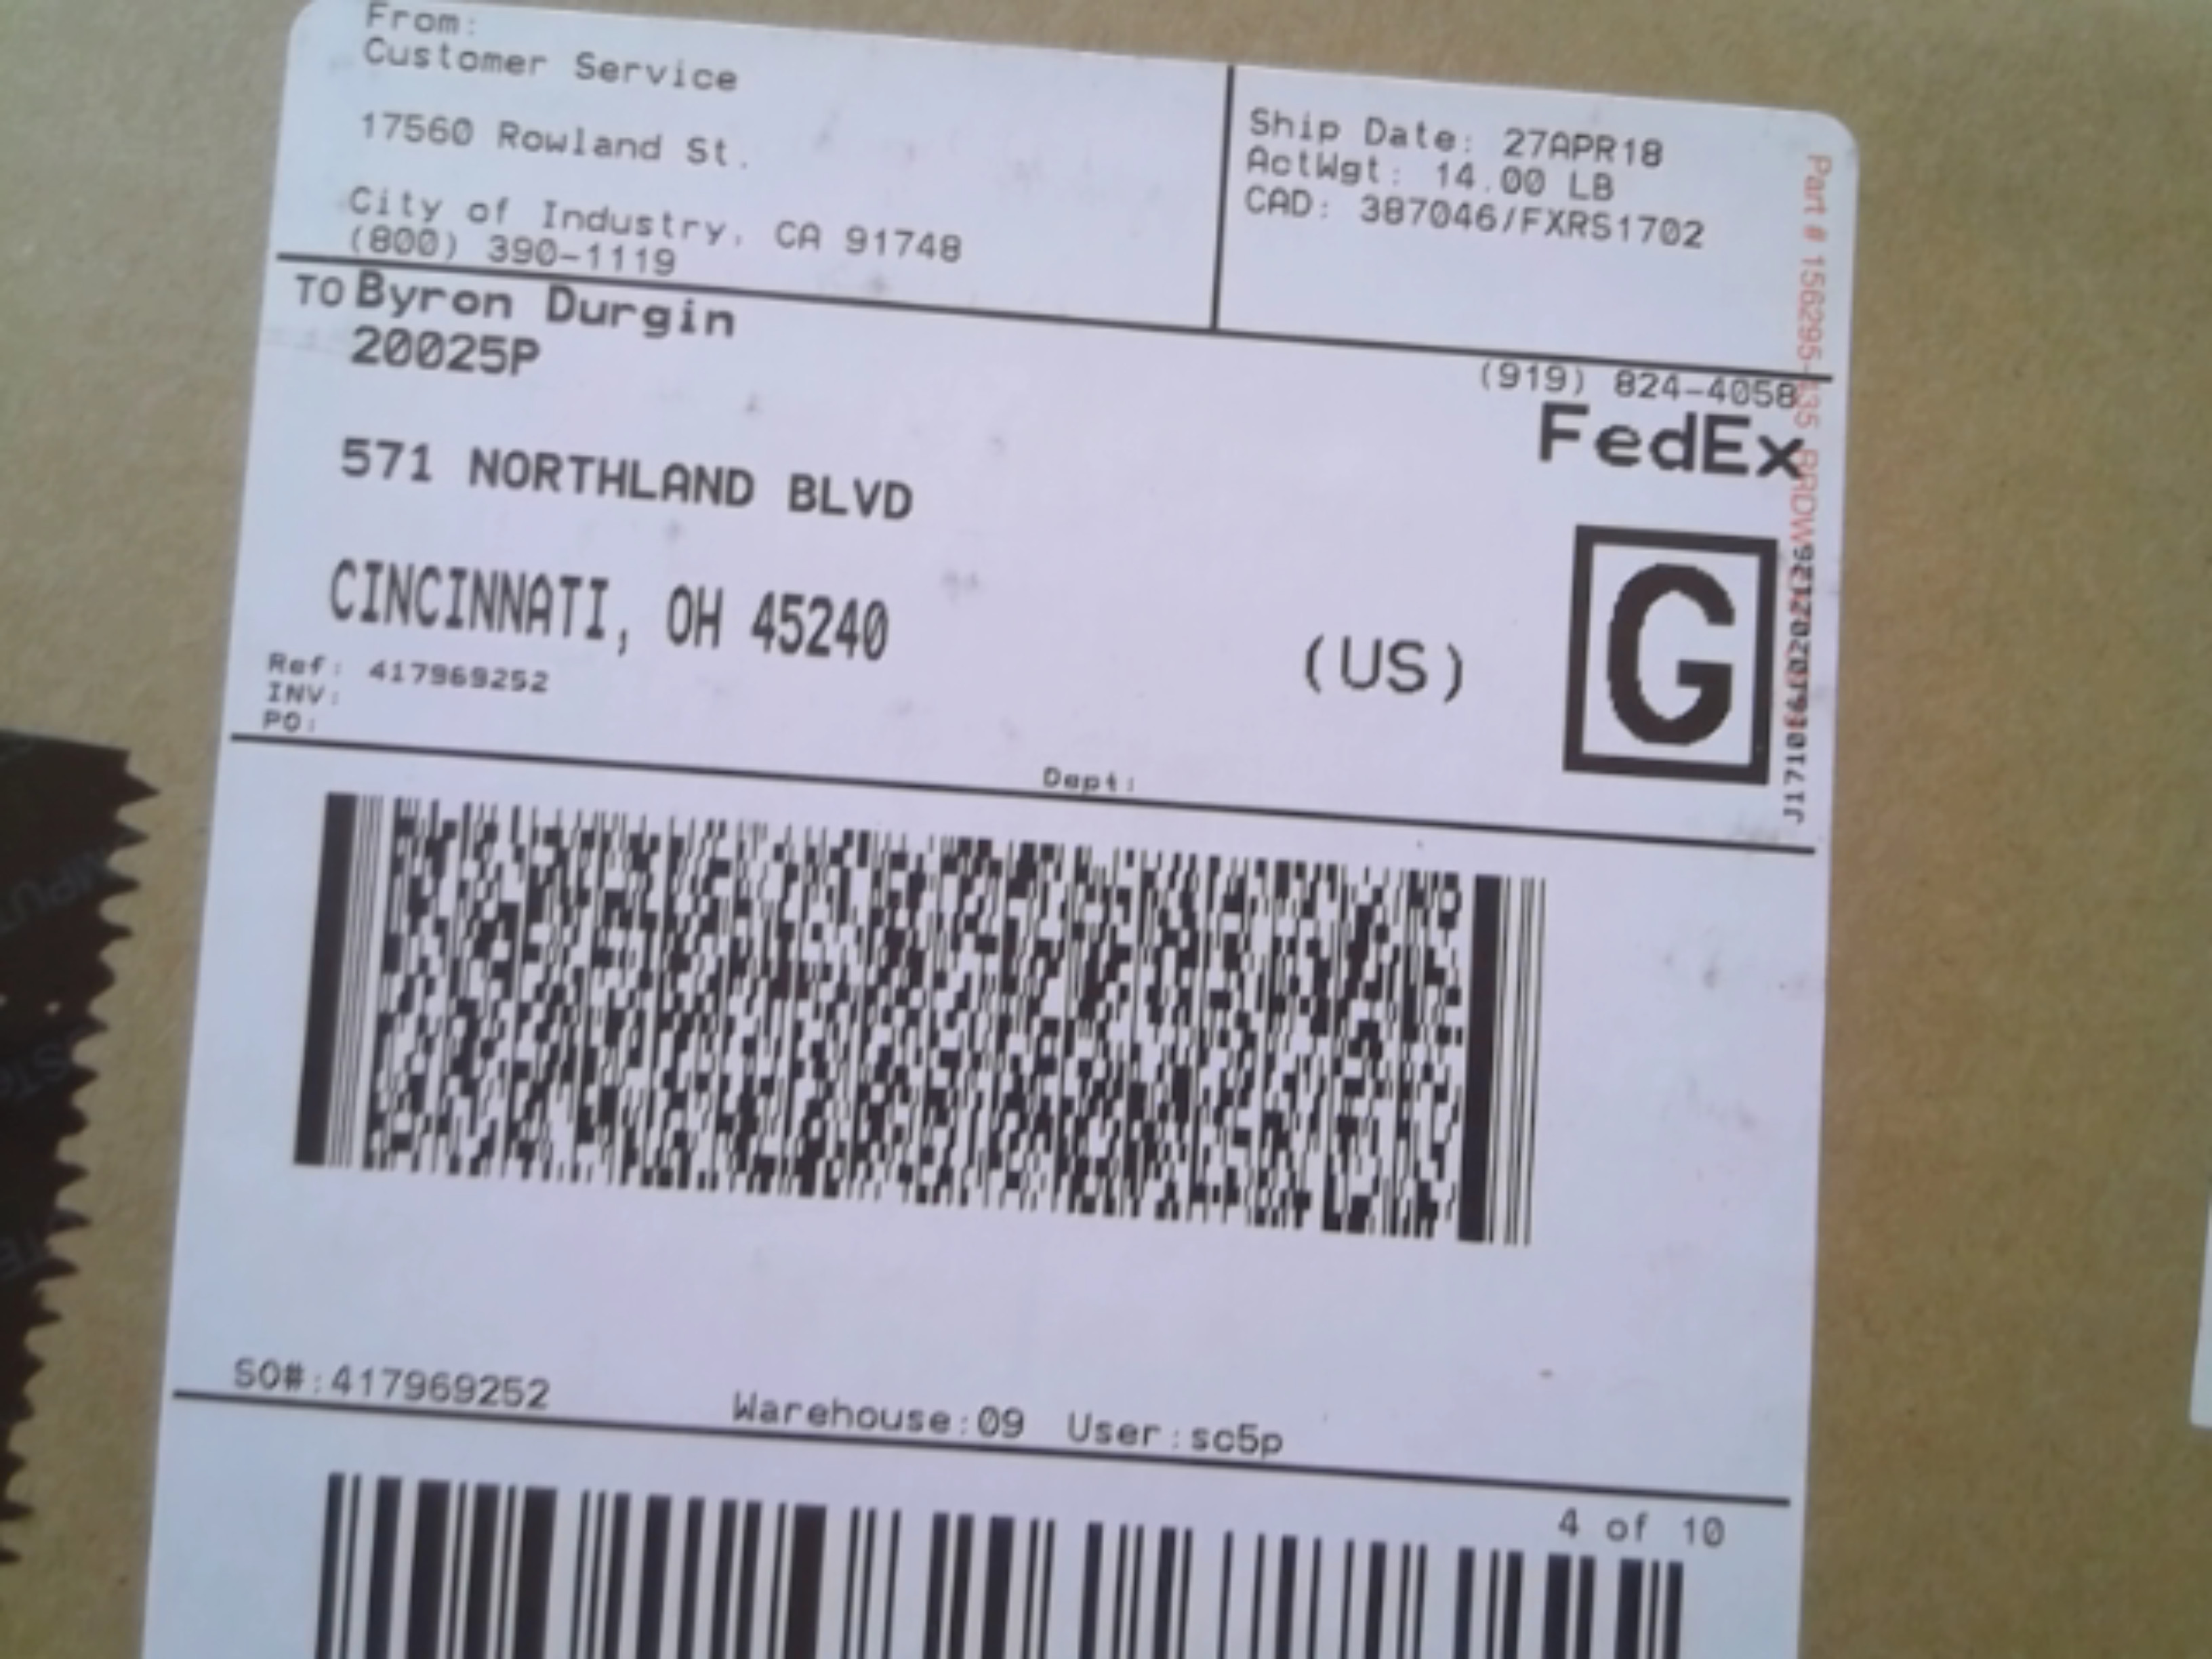 From:
Customer Service
17560 Rowland St.
City of Industry, CA 91748
(800) 390-1119
Ship Date: 27APR18
ActWgt: 14.00 LB
CAD: 387046/FXRS1702
TO Byron Durgin
20025P
(919) 824-4058
571 NORTHLAND BLVD
FedEx
CINCINNATI, OH 45240
(US)
G
Ref: 417969252
INV:
PO:
Dept:
Part # 156295-
SO#:417969252
Warehouse:09 User:sc5p
4 of 10